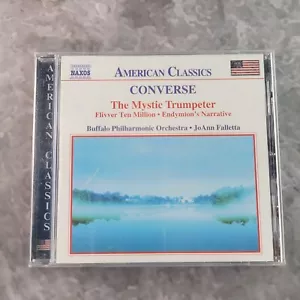 NAXOS
AMERICAN CLASSICS
CONVERSE
The Mystic Trumpeter
Flivver Ten Million • Endymion's Narrative
Buffalo Philharmonic Orchestra • JoAnn Falletta
AMERICAN CLASSICS